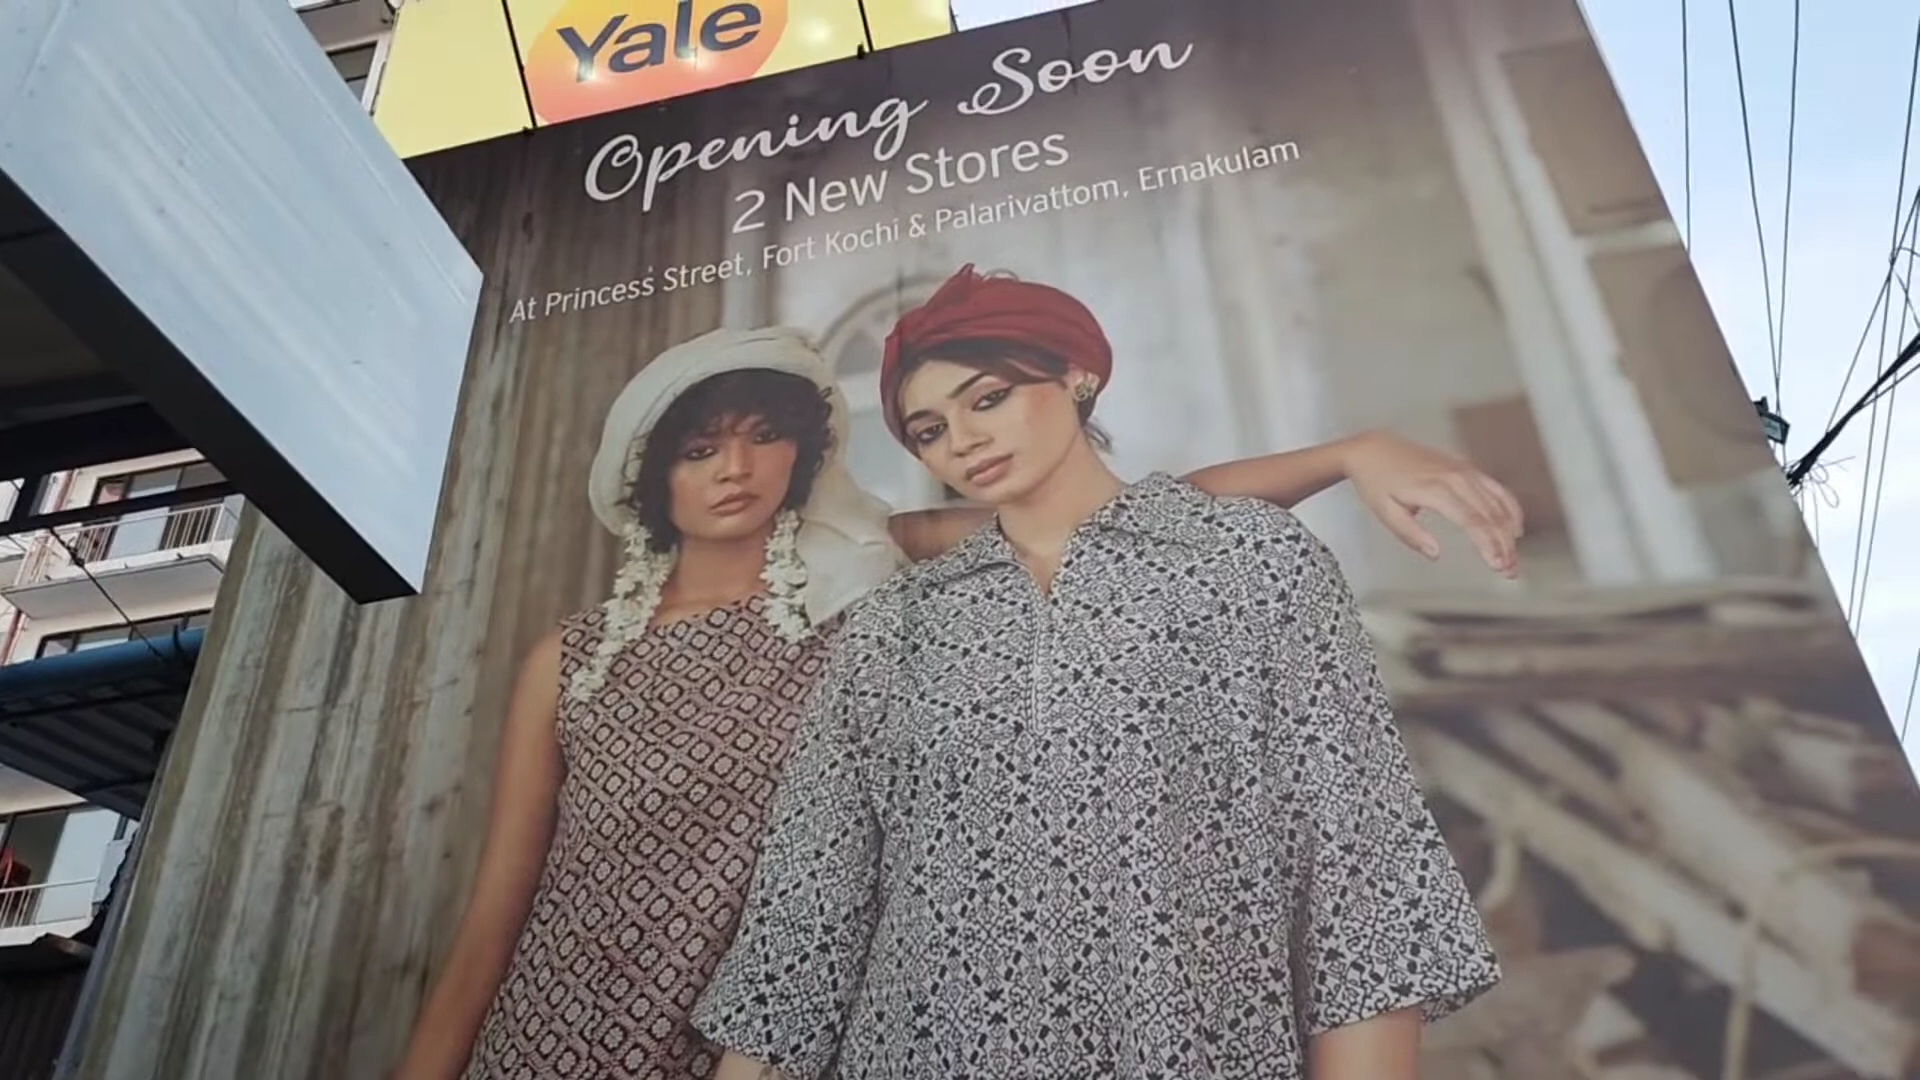 Yale
Opening Soon
2 New Stores
At Princess Street, Fort Kochi & Palarivattom, Ernakulam